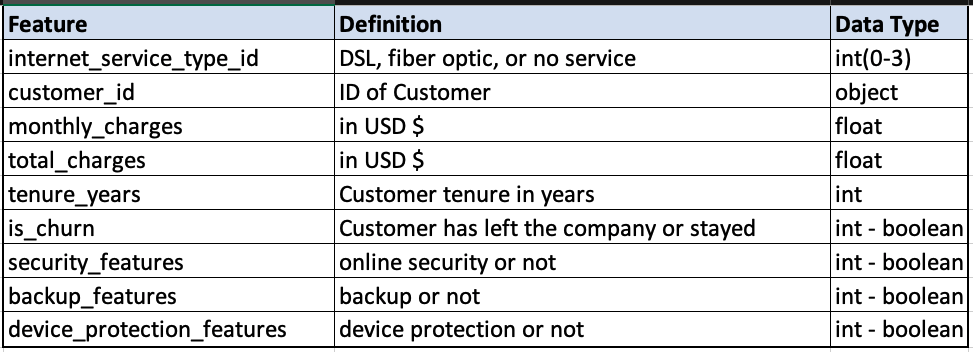 Feature Definition Data Type
internet_service_type_id DSL, fiber optic, or no service int(0-3)
customer_id ID of Customer object
monthly_charges in USD $ float
total_charges in USD $ float
tenure_years Customer tenure in years int
is_churn Customer has left the company or stayed int - boolean
security_features online security or not int - boolean
backup_features backup or not int - boolean
device_protection_features device protection or not int - boolean